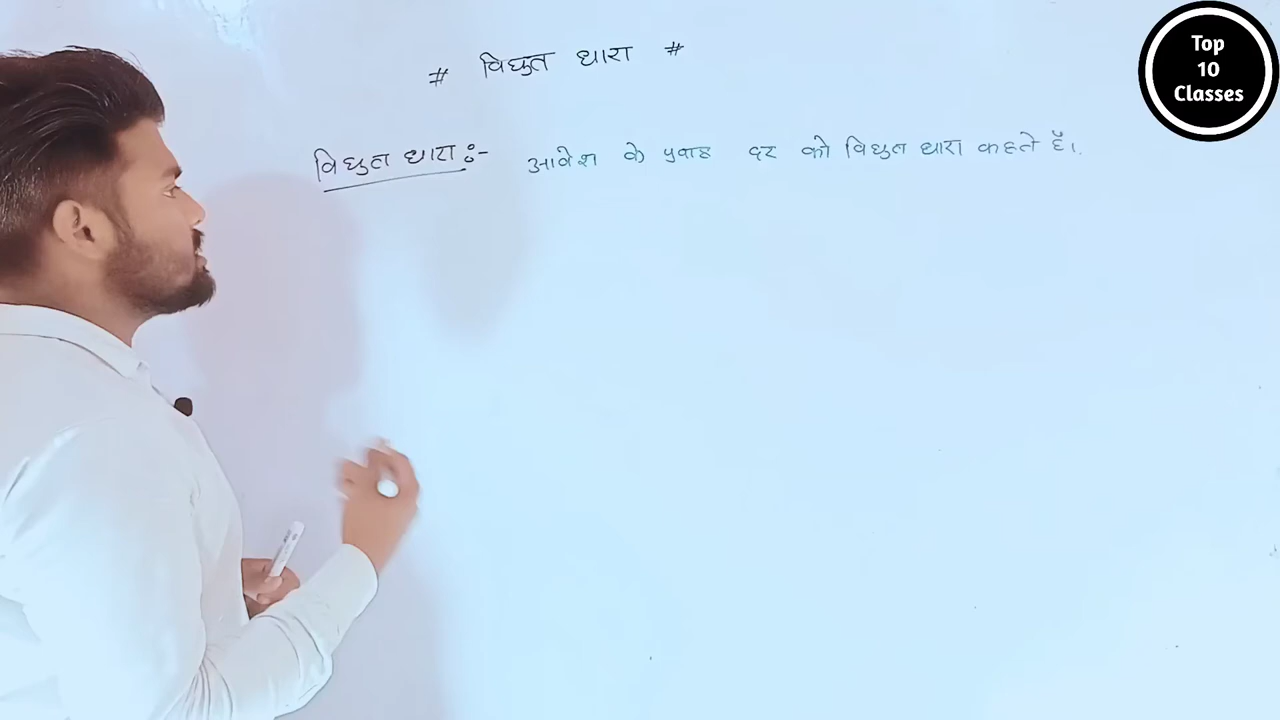 # विघुत धारा #
विघुत धारा :- आवेश के प्रवाह दर को विघुत धारा कहते हैं।
Top
10
Classes